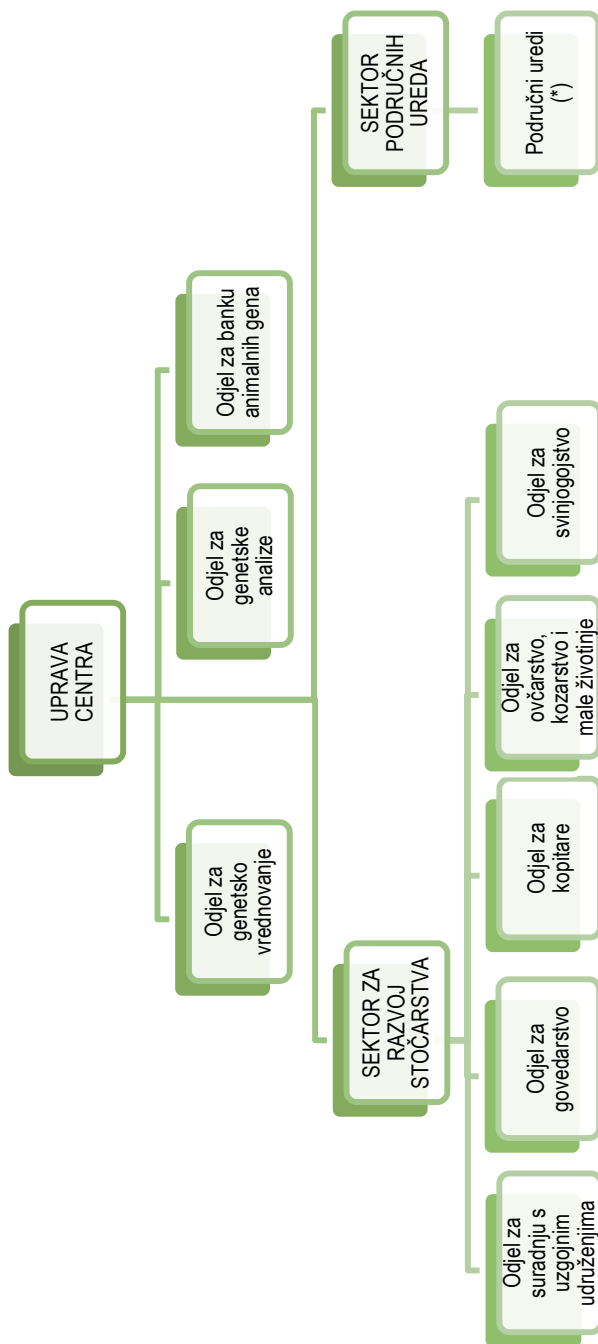 UPRAVA
CENTRA
Odjel za
genetsko
vrednovanje
Odjel za
genetske
analize
Odjel za banku
animalnih gena
SEKTOR ZA
RAZVOJ
STOČARSTVA
SEKTOR
PODRUČNIH
UREDA
Odjel za
suradnju s
uzgojnim
udruženjima
Odjel za
govedarstvo
Odjel za
kopitare
Odjel za
ovčarstvo,
kozarstvo i
male životinje
Odjel za
svinjogojstvo
Područni uredi
(*)